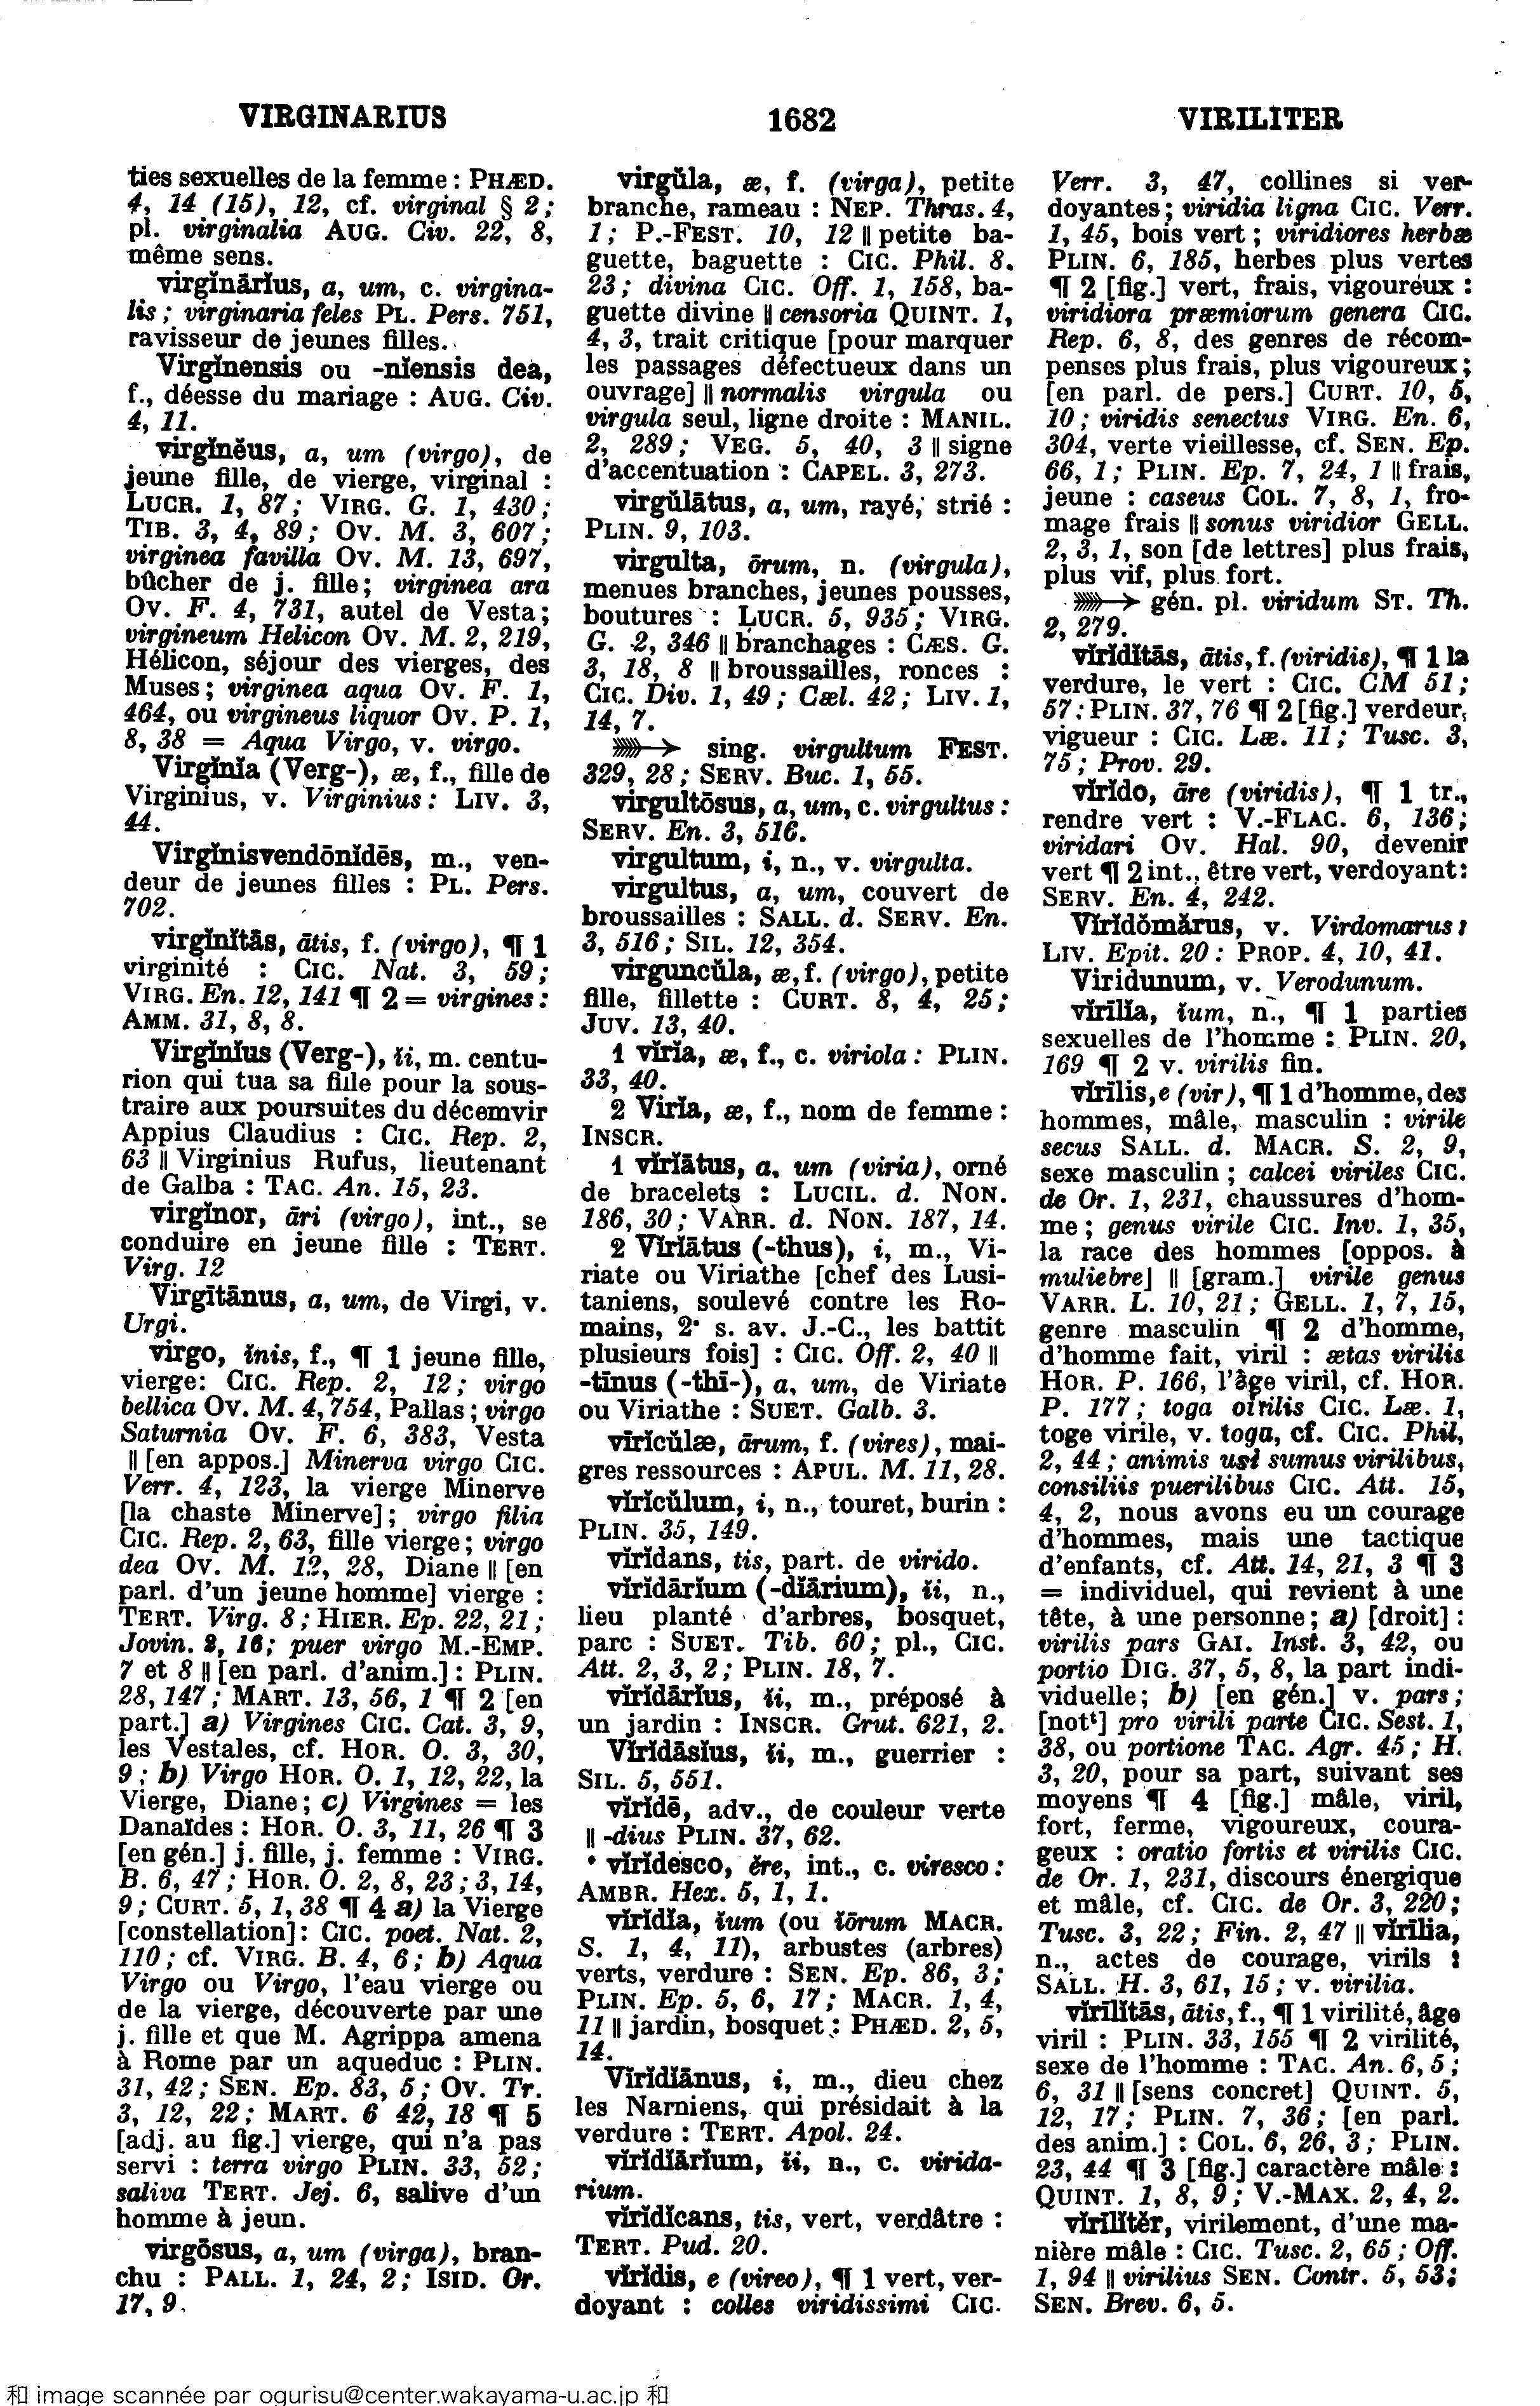 VIRGINARIUS
1682
VIRILITER
ties sexuelles de la femme : PHÆD.
4, 14 (15), 12, cf. virginal § 2 ;
pl. virginalia AUG. Civ. 22, 8,
même sens.
virgĭnārĭus, a, um, c. virgina-
lis ; virginaria feles PL. Pers. 751,
ravisseur de jeunes filles.
Virgĭnensis ou -nĭensis dea,
f., déesse du mariage : AUG. Civ.
4, 11.
virgĭnĕus, a, um (virgo), de
jeune fille, de vierge, virginal :
LUCR. 1, 87 ; VIRG. G. 1, 430 ;
TIB. 3, 4, 89 ; OV. M. 3, 607 ;
virginea favilla OV. M. 13, 697,
bûcher de j. fille ; virginea ara
OV. F. 4, 731, autel de Vesta ;
virgineum Helicon OV. M. 2, 219,
Hélicon, séjour des vierges, des
Muses ; virginea aqua OV. F. 1,
464, ou virgineus liquor OV. P. 1,
8, 38 = Aqua Virgo, v. virgo.
Virgĭnĭa (Verg-), æ, f., fille de
Virginius, v. Virginius : LIV. 3,
44.
Virgĭnisvendōnĭdēs, m., ven-
deur de jeunes filles : PL. Pers.
702.
virgĭnĭtās, ātis, f. (virgo), ¶ 1
virginité : CIC. Nat. 3, 59 ;
VIRG. En. 12, 141 ¶ 2 = virgines :
AMM. 31, 8, 8.
Virgĭnĭus (Verg-), ĭi, m. centu-
rion qui tua sa fille pour la sous-
traire aux poursuites du décemvir
Appius Claudius : CIC. Rep. 2,
63 ‖ Virginius Rufus, lieutenant
de Galba : TAC. An. 15, 23.
virgĭnor, āri (virgo), int., se
conduire en jeune fille : TERT.
Virg. 12
Virgītānus, a, um, de Virgi, v.
Urgi.
virgo, ĭnis, f., ¶ 1 jeune fille,
vierge : CIC. Rep. 2, 12 ; virgo
bellica OV. M. 4, 754, Pallas ; virgo
Saturnia OV. F. 6, 383, Vesta
‖ [en appos.] Minerva virgo CIC.
Verr. 4, 123, la vierge Minerve
[la chaste Minerve] ; virgo filia
CIC. Rep. 2, 63, fille vierge ; virgo
dea OV. M. 12, 28, Diane ‖ [en
parl. d'un jeune homme] vierge :
TERT. Virg. 8 ; HIER. Ep. 22, 21 ;
Jovin. 2, 16 ; puer virgo M.-EMP.
7 et 8 ‖ [en parl. d'anim.] : PLIN.
28, 147 ; MART. 13, 56, 1 ¶ 2 [en
part.] a) Virgines CIC. Cat. 3, 9,
les Vestales, cf. HOR. O. 3, 30,
9 ; b) Virgo HOR. O. 1, 12, 22, la
Vierge, Diane ; c) Virgines = les
Danaïdes : HOR. O. 3, 11, 26 ¶ 3
[en gén.] j. fille, j. femme : VIRG.
B. 6, 47 ; HOR. O. 2, 8, 23 ; 3, 14,
9 ; CURT. 5, 1, 38 ¶ 4 a) la Vierge
[constellation] : CIC. poet. Nat. 2,
110 ; cf. VIRG. B. 4, 6 ; b) Aqua
Virgo ou Virgo, l'eau vierge ou
de la vierge, découverte par une
j. fille et que M. Agrippa amena
à Rome par un aqueduc : PLIN.
31, 42 ; SEN. Ep. 83, 5 ; OV. Tr.
3, 12, 22 ; MART. 6 42, 18 ¶ 5
[adj. au fig.] vierge, qui n'a pas
servi : terra virgo PLIN. 33, 52 ;
saliva TERT. Jej. 6, salive d'un
homme à jeun.
virgōsus, a, um (virga), bran-
chu : PALL. 1, 24, 2 ; ISID. Or.
17, 9.
virgŭla, æ, f. (virga), petite
branche, rameau : NEP. Thras. 4,
1 ; P.-FEST. 10, 12 ‖ petite ba-
guette, baguette : CIC. Phil. 8.
23 ; divina CIC. Off. 1, 158, ba-
guette divine ‖ censoria QUINT. 1,
4, 3, trait critique [pour marquer
les passages défectueux dans un
ouvrage] ‖ normalis virgula ou
virgula seul, ligne droite : MANIL.
2, 289 ; VEG. 5, 40, 3 ‖ signe
d'accentuation : CAPEL. 3, 273.
virgŭlātus, a, um, rayé, strié :
PLIN. 9, 103.
virgulta, ōrum, n. (virgula),
menues branches, jeunes pousses,
boutures : LUCR. 5, 935 ; VIRG.
G. 2, 346 ‖ branchages : CÆS. G.
3, 18, 8 ‖ broussailles, ronces :
CIC. Div. 1, 49 ; Cæl. 42 ; LIV. 1,
14, 7.
sing. virgultum FEST.
329, 28 ; SERV. Buc. 1, 55.
virgultōsus, a, um, c. virgultus :
SERV. En. 3, 516.
virgultum, i, n., v. virgulta.
virgultus, a, um, couvert de
broussailles : SALL. d. SERV. En.
3, 516 ; SIL. 12, 354.
virguncŭla, æ, f. (virgo), petite
fille, fillette : CURT. 8, 4, 25 ;
JUV. 13, 40.
1 vĭrĭa, æ, f., c. viriola : PLIN.
33, 40.
2 Virĭa, æ, f., nom de femme :
INSCR.
1 vĭrĭātus, a, um (viria), orné
de bracelets : LUCIL. d. NON.
186, 30 ; VARR. d. NON. 187, 14.
2 Vĭrĭātus (-thus), i, m., Vi-
riate ou Viriathe [chef des Lusi-
taniens, soulevé contre les Ro-
mains, 2e s. av. J.-C., les battit
plusieurs fois] : CIC. Off. 2, 40 ‖
-tīnus (-thī-), a, um, de Viriate
ou Viriathe : SUET. Galb. 3.
vīrĭcŭlæ, ārum, f. (vires), mai-
gres ressources : APUL. M. 11, 28.
vĭrĭcŭlum, i, n., touret, burin :
PLIN. 35, 149.
vĭrĭdans, tis, part. de virido.
vĭrĭdārĭum (-dĭārium), ĭi, n.,
lieu planté d'arbres, bosquet,
parc : SUET. Tib. 60 ; pl., CIC.
Att. 2, 3, 2 ; PLIN. 18, 7.
vĭrĭdārĭus, ĭi, m., préposé à
un jardin : INSCR. Grut. 621, 2.
Vĭrĭdāsĭus, ĭi, m., guerrier :
SIL. 5, 551.
vĭrĭdē, adv., de couleur verte
‖ -dius PLIN. 37, 62.
* vĭrĭdesco, ĕre, int., c. viresco :
AMBR. Hex. 5, 1, 1.
vĭrĭdĭa, ĭum (ou ĭōrum MACR.
S. 1, 4, 11), arbustes (arbres)
verts, verdure : SEN. Ep. 86, 3 ;
PLIN. Ep. 5, 6, 17 ; MACR. 1, 4,
11 ‖ jardin, bosquet : PHÆD. 2, 5,
14.
Vĭrĭdĭānus, i, m., dieu chez
les Narniens, qui présidait à la
verdure : TERT. Apol. 24.
vĭrĭdĭārĭum, ĭi, n., c. virida-
rium.
vĭrĭdĭcans, tis, vert, verdâtre :
TERT. Pud. 20.
vĭrĭdis, e (vireo), ¶ 1 vert, ver-
doyant : colles viridissimi CIC.
Verr. 3, 47, collines si ver-
doyantes ; viridia ligna CIC. Verr.
1, 45, bois vert ; viridiores herbæ
PLIN. 6, 185, herbes plus vertes
¶ 2 [fig.] vert, frais, vigoureux :
viridiora præmiorum genera CIC.
Rep. 6, 8, des genres de récom-
penses plus frais, plus vigoureux ;
[en parl. de pers.] CURT. 10, 5,
10 ; viridis senectus VIRG. En. 6,
304, verte vieillesse, cf. SEN. Ep.
66, 1 ; PLIN. Ep. 7, 24, 1 ‖ frais,
jeune : caseus COL. 7, 8, 1, fro-
mage frais ‖ sonus viridior GELL.
2, 3, 1, son [de lettres] plus frais,
plus vif, plus fort.
gén. pl. viridum ST. Th.
2, 279.
vĭrĭdĭtās, ātis, f. (viridis), ¶ 1 la
verdure, le vert : CIC. CM 51 ;
57 : PLIN. 37, 76 ¶ 2 [fig.] verdeur,
vigueur : CIC. Læ. 11 ; Tusc. 3,
75 ; Prov. 29.
vĭrĭdo, āre (viridis), ¶ 1 tr.,
rendre vert : V.-FLAC. 6, 136 ;
viridari OV. Hal. 90, devenir
vert ¶ 2 int., être vert, verdoyant :
SERV. En. 4, 242.
Vĭrĭdŏmărus, v. Virdomarus :
LIV. Epit. 20 : PROP. 4, 10, 41.
Viridunum, v. Verodunum.
vĭrīlĭa, ĭum, n., ¶ 1 parties
sexuelles de l'homme : PLIN. 20,
169 ¶ 2 v. virilis fin.
vĭrīlis, e (vir), ¶ 1 d'homme, des
hommes, mâle, masculin : virile
secus SALL. d. MACR. S. 2, 9,
sexe masculin ; calcei viriles CIC.
de Or. 1, 231, chaussures d'hom-
me ; genus virile CIC. Inv. 1, 35,
la race des hommes [oppos. à
muliebre] ‖ [gram.] virile genus
VARR. L. 10, 21 ; GELL. 1, 7, 15,
genre masculin ¶ 2 d'homme,
d'homme fait, viril : ætas virilis
HOR. P. 166, l'âge viril, cf. HOR.
P. 177 ; toga virilis CIC. Læ. 1,
toge virile, v. toga, cf. CIC. Phil,
2, 44 ; animis usi sumus virilibus,
consiliis puerilibus CIC. Att. 15,
4, 2, nous avons eu un courage
d'hommes, mais une tactique
d'enfants, cf. Att. 14, 21, 3 ¶ 3
= individuel, qui revient à une
tête, à une personne ; a) [droit] :
virilis pars GAI. Inst. 3, 42, ou
portio DIG. 37, 5, 8, la part indi-
viduelle ; b) [en gén.] v. pars ;
[nott] pro virili parte CIC. Sest. 1,
38, ou portione TAC. Agr. 45 ; H.
3, 20, pour sa part, suivant ses
moyens ¶ 4 [fig.] mâle, viril,
fort, ferme, vigoureux, coura-
geux : oratio fortis et virilis CIC.
de Or. 1, 231, discours énergique
et mâle, cf. CIC. de Or. 3, 220 ;
Tusc. 3, 22 ; Fin. 2, 47 ‖ vĭrīlia,
n., actes de courage, virils :
SALL. H. 3, 61, 15 ; v. virilia.
vĭrīlĭtās, ātis, f., ¶ 1 virilité, âge
viril : PLIN. 33, 155 ¶ 2 virilité,
sexe de l'homme : TAC. An. 6, 5 ;
6, 31 ‖ [sens concret] QUINT. 5,
12, 17 ; PLIN. 7, 36 ; [en parl.
des anim.] : COL. 6, 26, 3 ; PLIN.
23, 44 ¶ 3 [fig.] caractère mâle :
QUINT. 1, 8, 9 ; V.-MAX. 2, 4, 2.
vĭrīlĭtĕr, virilement, d'une ma-
nière mâle : CIC. Tusc. 2, 65 ; Off.
1, 94 ‖ virilius SEN. Contr. 5, 53 ;
SEN. Brev. 6, 5.
和 image scannée par ogurisu@center.wakayama-u.ac.jp 和